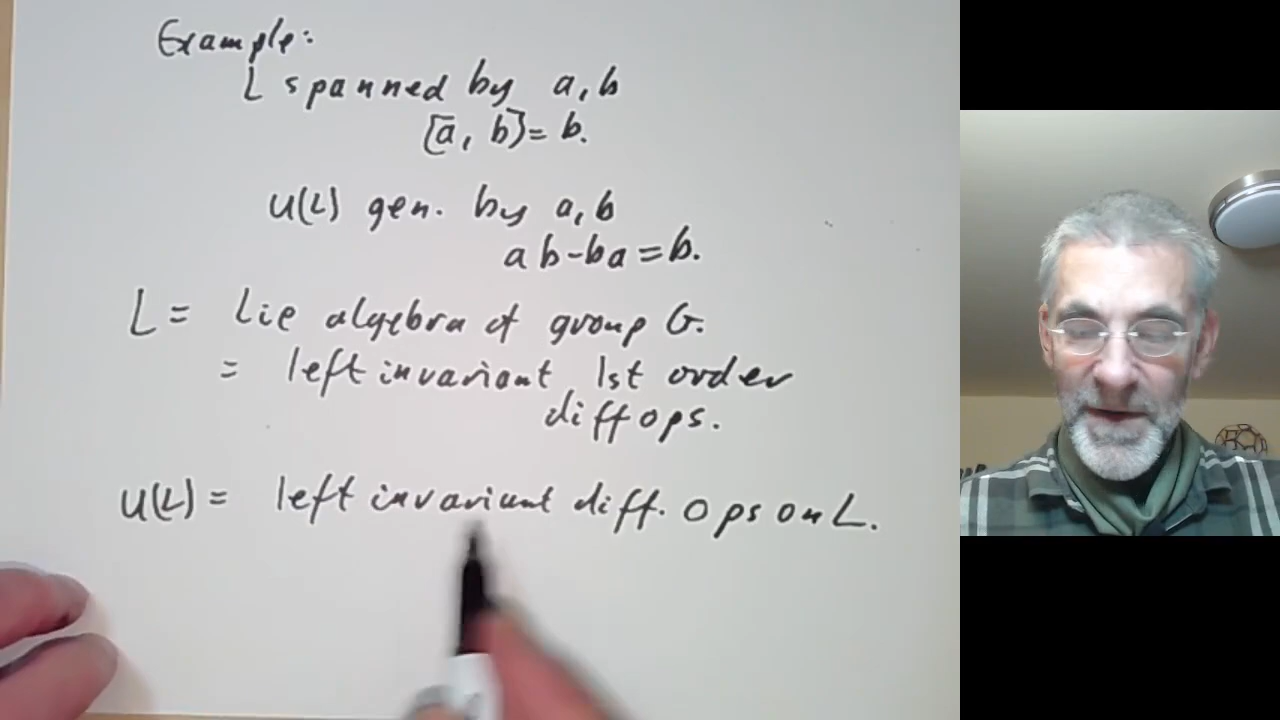 Example:
L spanned by a, b
[a, b] = b.
U(L) gen. by a, b
ab-ba = b.
L = Lie algebra of group G.
= left invariant 1st order
diff ops.
U(L) = left invariant diff. ops on L.